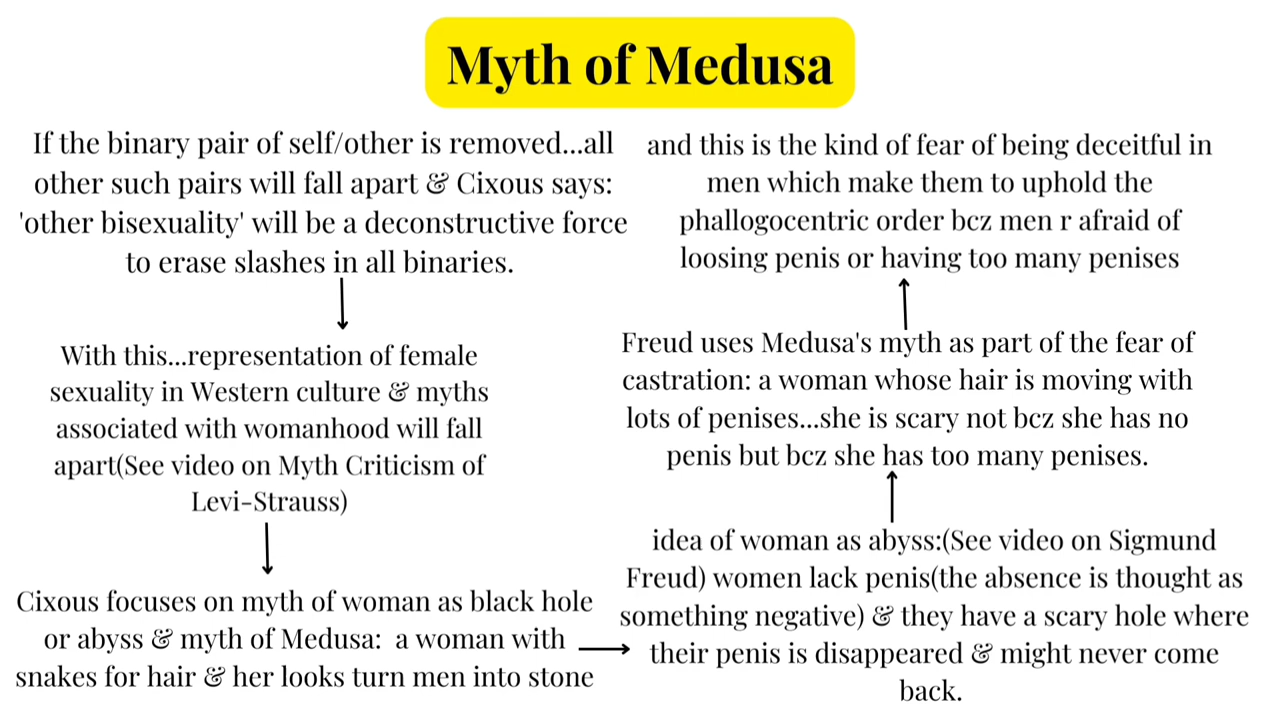 Myth of Medusa
If the binary pair of self/other is removed...all
other such pairs will fall apart & Cixous says:
'other bisexuality' will be a deconstructive force
to erase slashes in all binaries.
With this...representation of female
sexuality in Western culture & myths
associated with womanhood will fall
apart(See video on Myth Criticism of
Levi-Strauss)
Cixous focuses on myth of woman as black hole
or abyss & myth of Medusa: a woman with
snakes for hair & her looks turn men into stone
idea of woman as abyss:(See video on Sigmund
Freud) women lack penis(the absence is thought as
something negative) & they have a scary hole where
their penis is disappeared & might never come
back.
Freud uses Medusa's myth as part of the fear of
castration: a woman whose hair is moving with
lots of penises...she is scary not bcz she has no
penis but bcz she has too many penises.
and this is the kind of fear of being deceitful in
men which make them to uphold the
phallogocentric order bcz men r afraid of
loosing penis or having too many penises